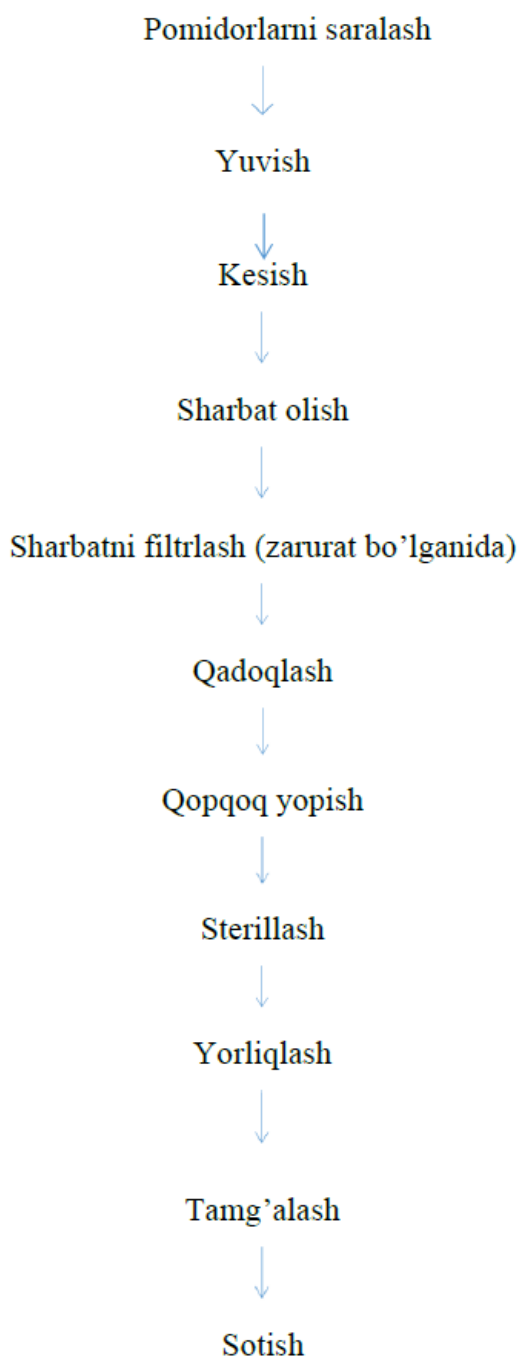 Pomidorlarni saralash
Yuvish
Kesish
Sharbat olish
Sharbatni filtrlash (zarurat bo’lganida)
Qadoqlash
Qopqoq yopish
Sterillash
Yorliqlash
Tamg’alash
Sotish